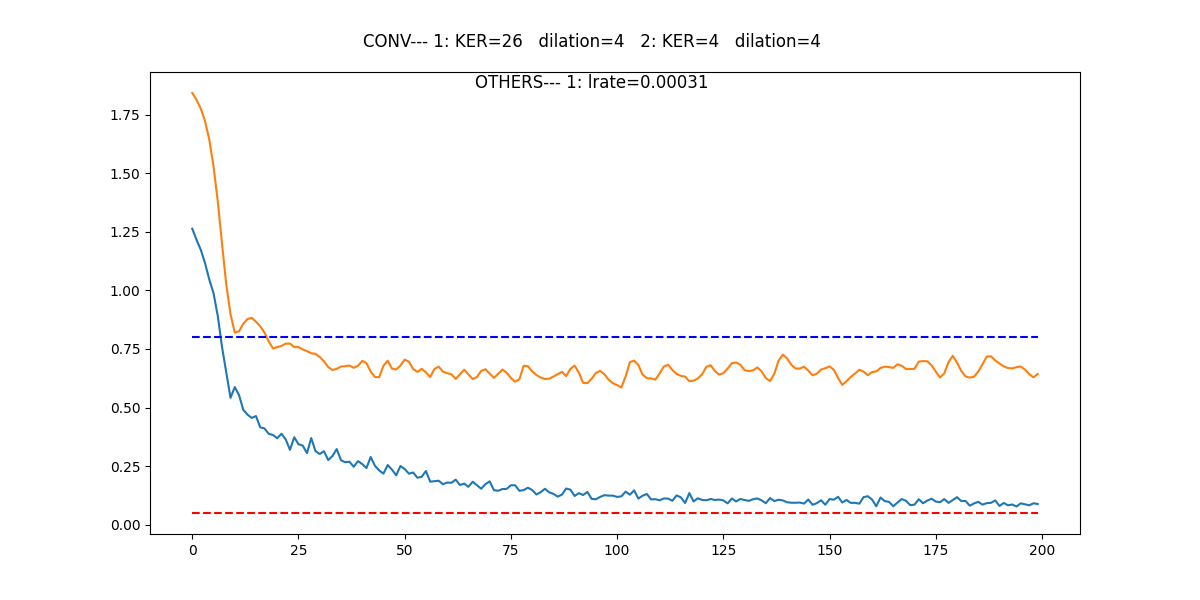 CONV--- 1: KER=26   dilation=4   2: KER=4   dilation=4
OTHERS--- 1: lrate=0.00031
1.75
1.50
1.25
1.00
0.75
0.50
0.25
0.00
0 25 50 75 100 125 150 175 200